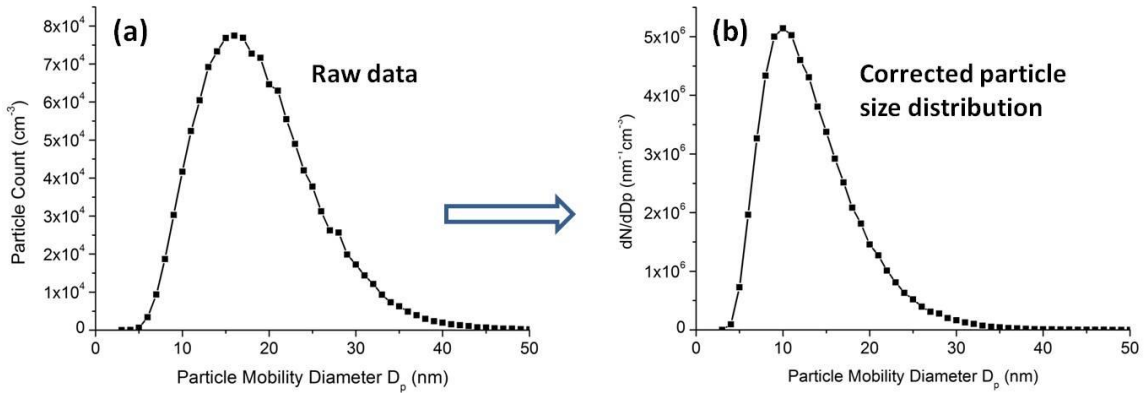 (a)
Raw data
Particle Count (cm⁻³)
8x10⁴
7x10⁴
6x10⁴
5x10⁴
4x10⁴
3x10⁴
2x10⁴
1x10⁴
0
0 10 20 30 40 50
Particle Mobility Diameter Dₚ (nm)
(b)
Corrected particle
size distribution
dN/dDp (nm⁻¹cm⁻³)
5x10⁶
4x10⁶
3x10⁶
2x10⁶
1x10⁶
0
0 10 20 30 40 50
Particle Mobility Diameter Dₚ (nm)